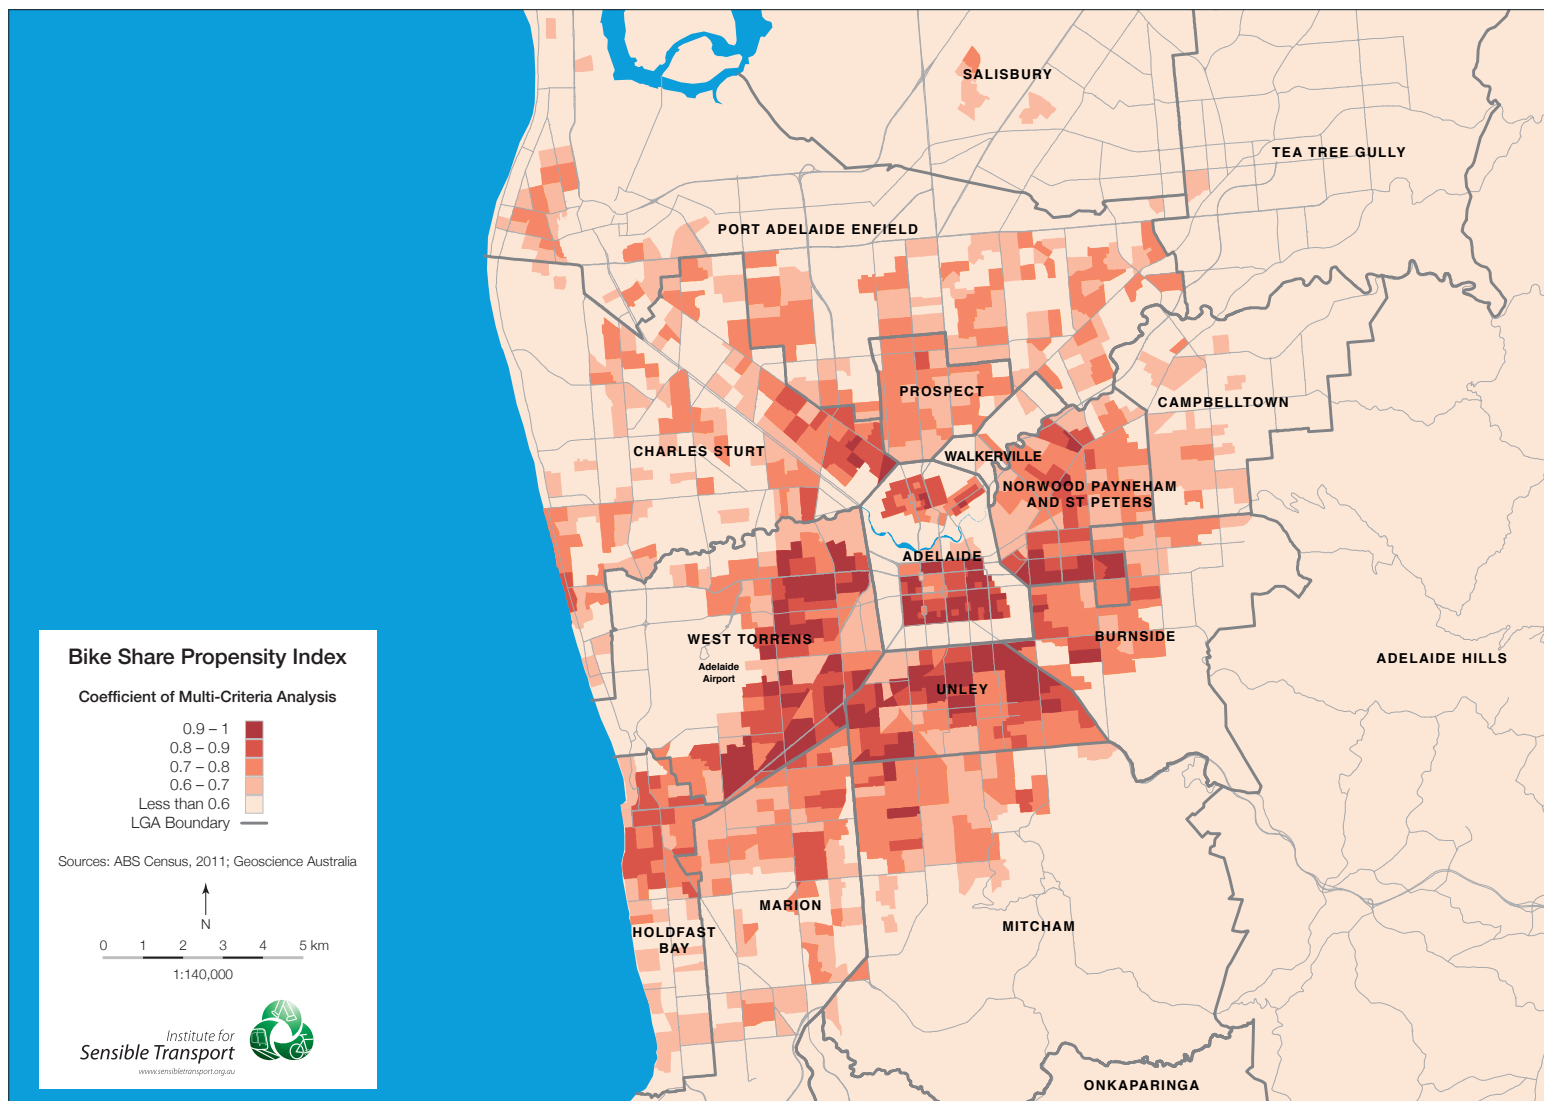 SALISBURY
TEA TREE GULLY
PORT ADELAIDE ENFIELD
PROSPECT
CAMPBELLTOWN
CHARLES STURT
WALKERVILLE
NORWOOD PAYNEHAM
AND ST PETERS
ADELAIDE
WEST TORRENS
BURNSIDE
ADELAIDE HILLS
Adelaide
Airport
UNLEY
MARION
MITCHAM
HOLDFAST
BAY
ONKAPARINGA
Bike Share Propensity Index
Coefficient of Multi-Criteria Analysis
0.9 – 1
0.8 – 0.9
0.7 – 0.8
0.6 – 0.7
Less than 0.6
LGA Boundary
Sources: ABS Census, 2011; Geoscience Australia
N
0 1 2 3 4 5 km
1:140,000
Institute for
Sensible Transport
www.sensibletransport.org.au